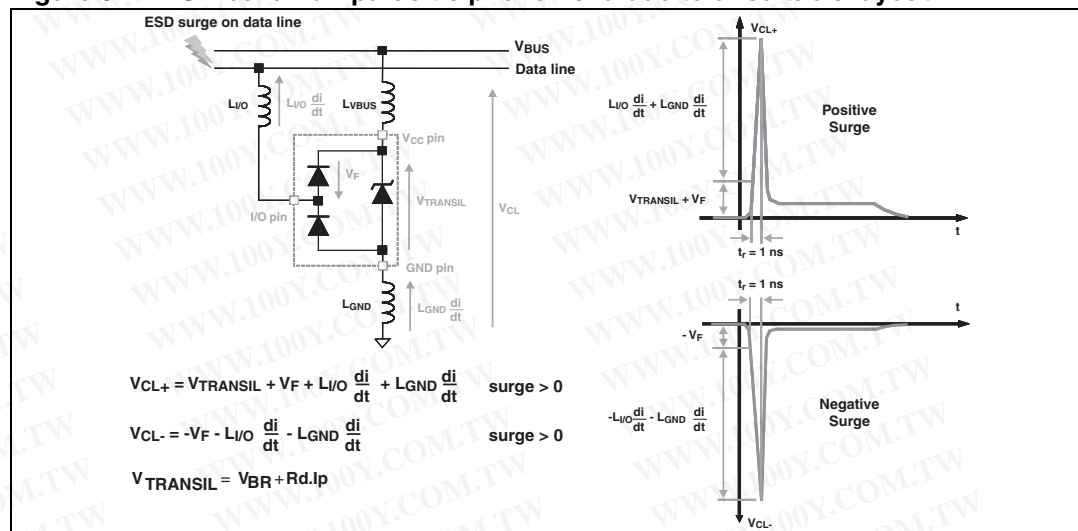 ESD surge on data line
VBUS
Data line
LI/O
LI/O di/dt
LVBUS
VCC pin
VF
VTRANSIL
VCL
I/O pin
GND pin
LGND
LGND di/dt
VCL+ = VTRANSIL + VF + LI/O di/dt + LGND di/dt surge > 0
VCL- = -VF - LI/O di/dt - LGND di/dt surge > 0
VTRANSIL = VBR + Rd.Ip
VCL+
LI/O di/dt + LGND di/dt
Positive
Surge
VTRANSIL + VF
t
tr = 1 ns
tr = 1 ns
t
- VF
-LI/O di/dt - LGND di/dt
Negative
Surge
VCL-
WWW.100Y.COM.TW